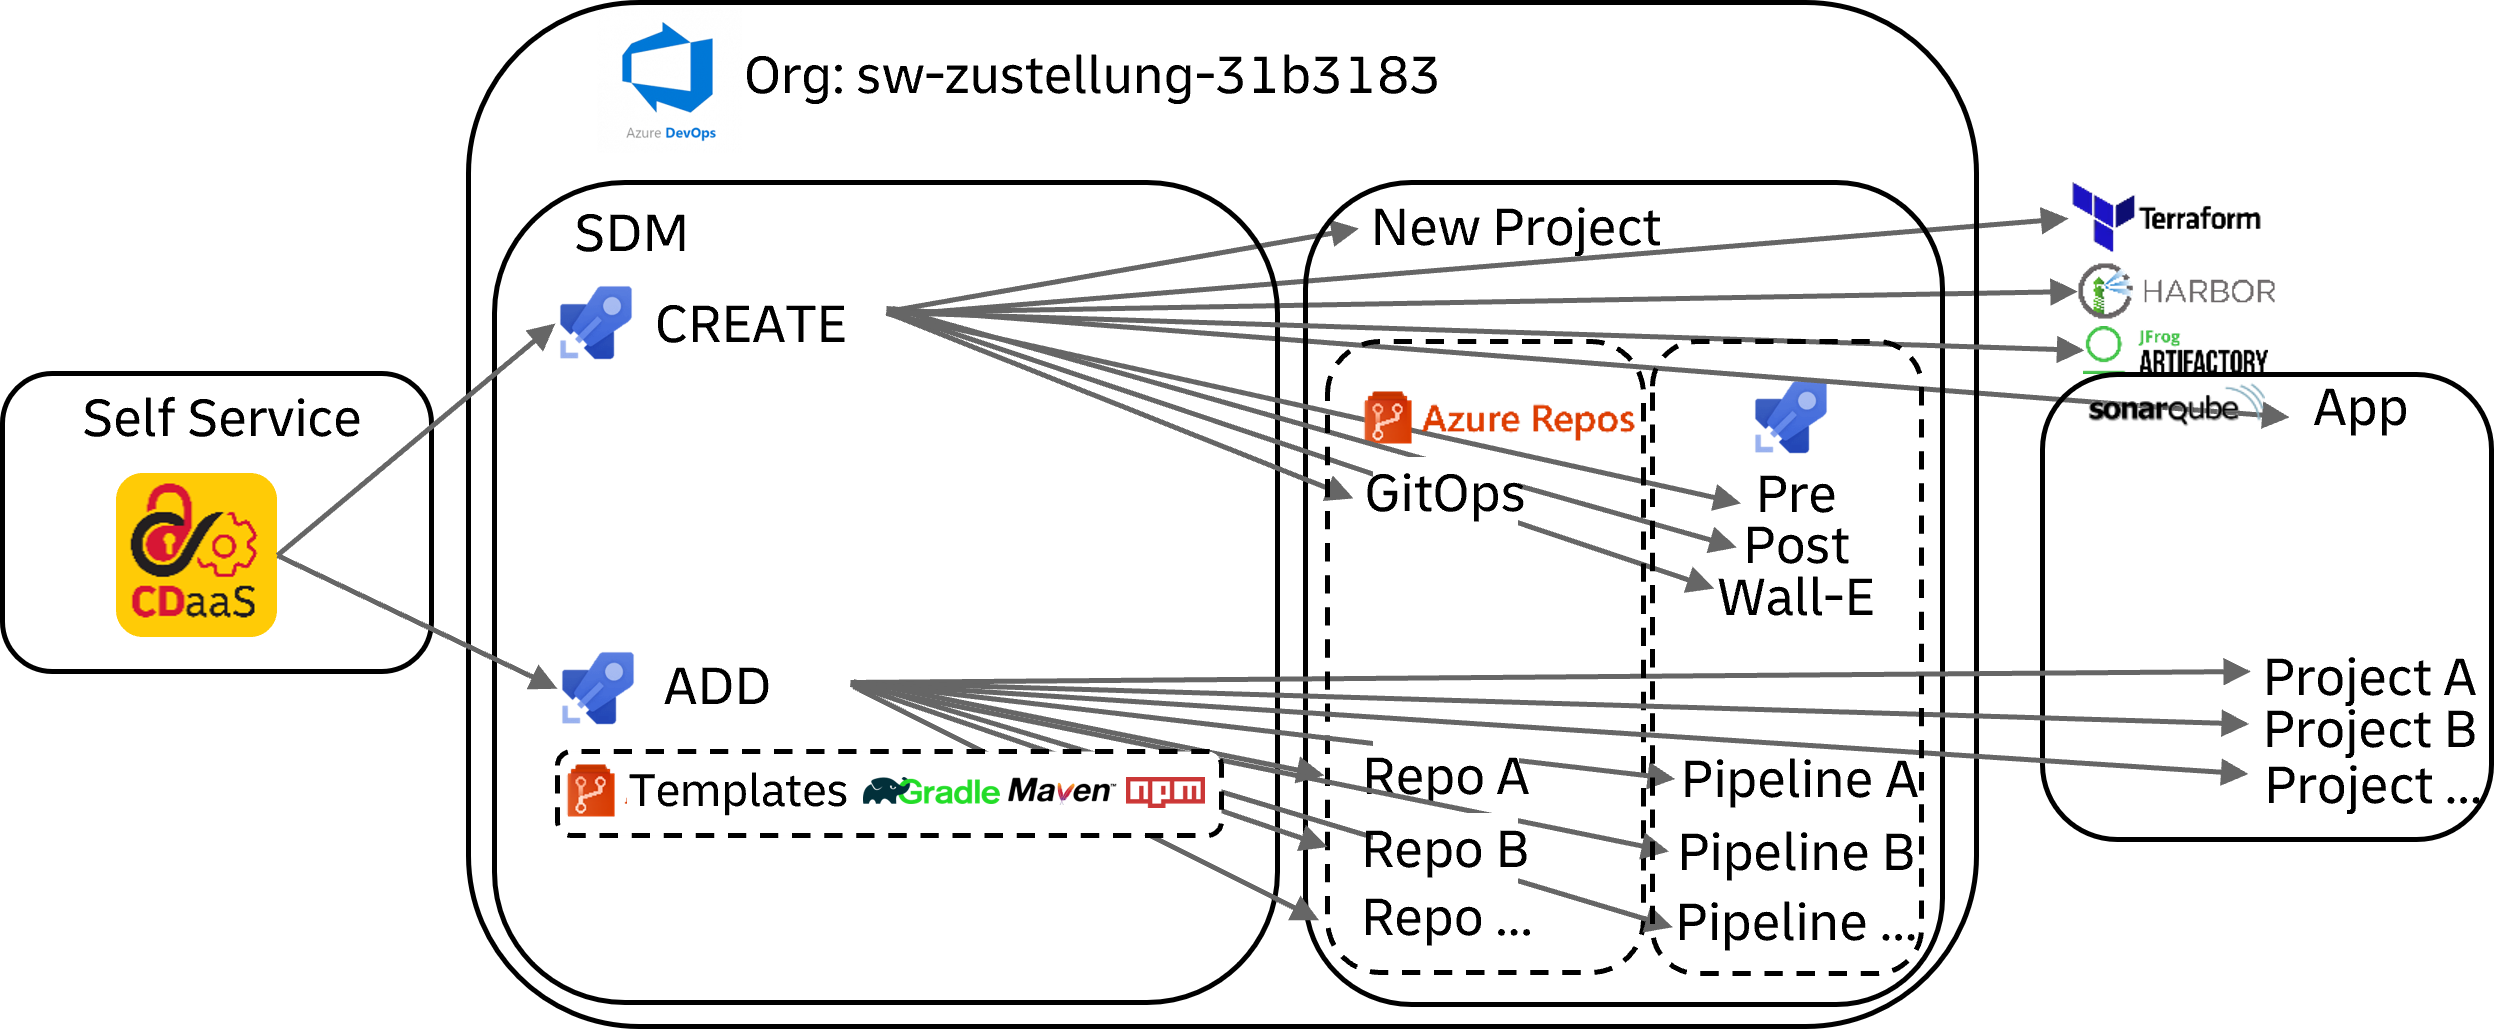 Azure DevOps
Org: sw-zustellung-31b3183
Self Service
CDaaS
SDM
CREATE
ADD
Templates
Gradle
Maven™
npm
New Project
Azure Repos
GitOps
Repo A
Repo B
Repo ...
Pre
Post
Wall-E
Pipeline A
Pipeline B
Pipeline ...
Terraform
HARBOR
JFrog
ARTIFACTORY
sonarqube
App
Project A
Project B
Project ...